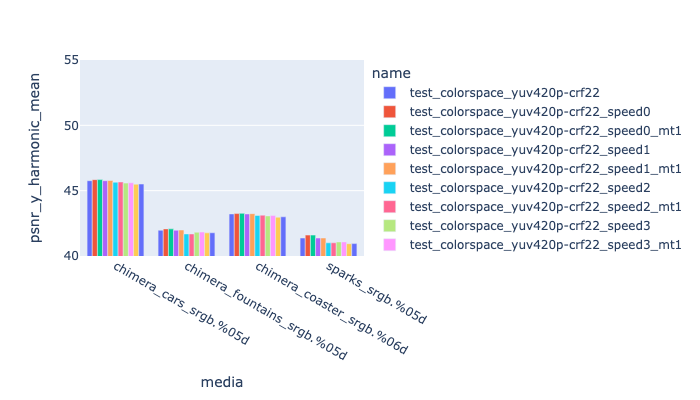 psnr_y_harmonic_mean
55
50
45
40
chimera_cars_srgb.%05d
chimera_fountains_srgb.%05d
chimera_coaster_srgb.%06d
sparks_srgb.%05d
media
name
test_colorspace_yuv420p-crf22
test_colorspace_yuv420p-crf22_speed0
test_colorspace_yuv420p-crf22_speed0_mt1
test_colorspace_yuv420p-crf22_speed1
test_colorspace_yuv420p-crf22_speed1_mt1
test_colorspace_yuv420p-crf22_speed2
test_colorspace_yuv420p-crf22_speed2_mt1
test_colorspace_yuv420p-crf22_speed3
test_colorspace_yuv420p-crf22_speed3_mt1